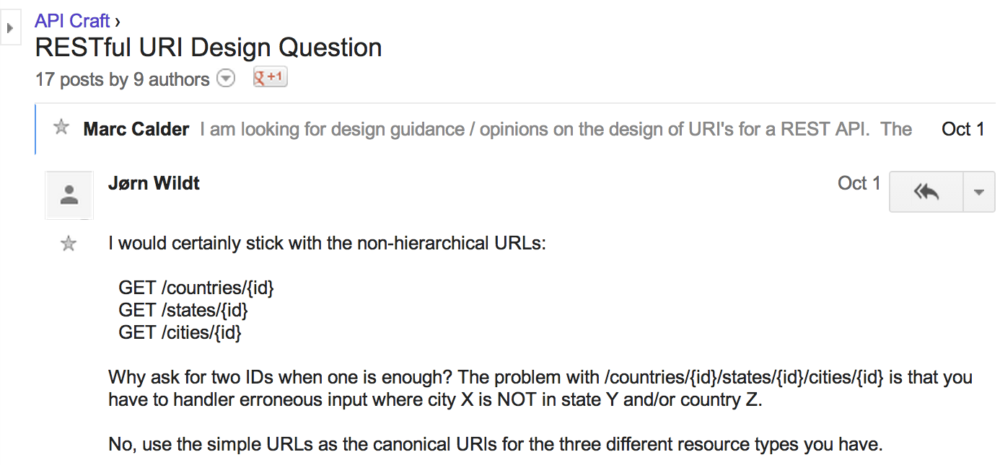 API Craft ›
RESTful URI Design Question
17 posts by 9 authors
g +1
Marc Calder I am looking for design guidance / opinions on the design of URI's for a REST API. The Oct 1
Jørn Wildt Oct 1
I would certainly stick with the non-hierarchical URLs:
GET /countries/{id}
GET /states/{id}
GET /cities/{id}
Why ask for two IDs when one is enough? The problem with /countries/{id}/states/{id}/cities/{id} is that you
have to handler erroneous input where city X is NOT in state Y and/or country Z.
No, use the simple URLs as the canonical URIs for the three different resource types you have.